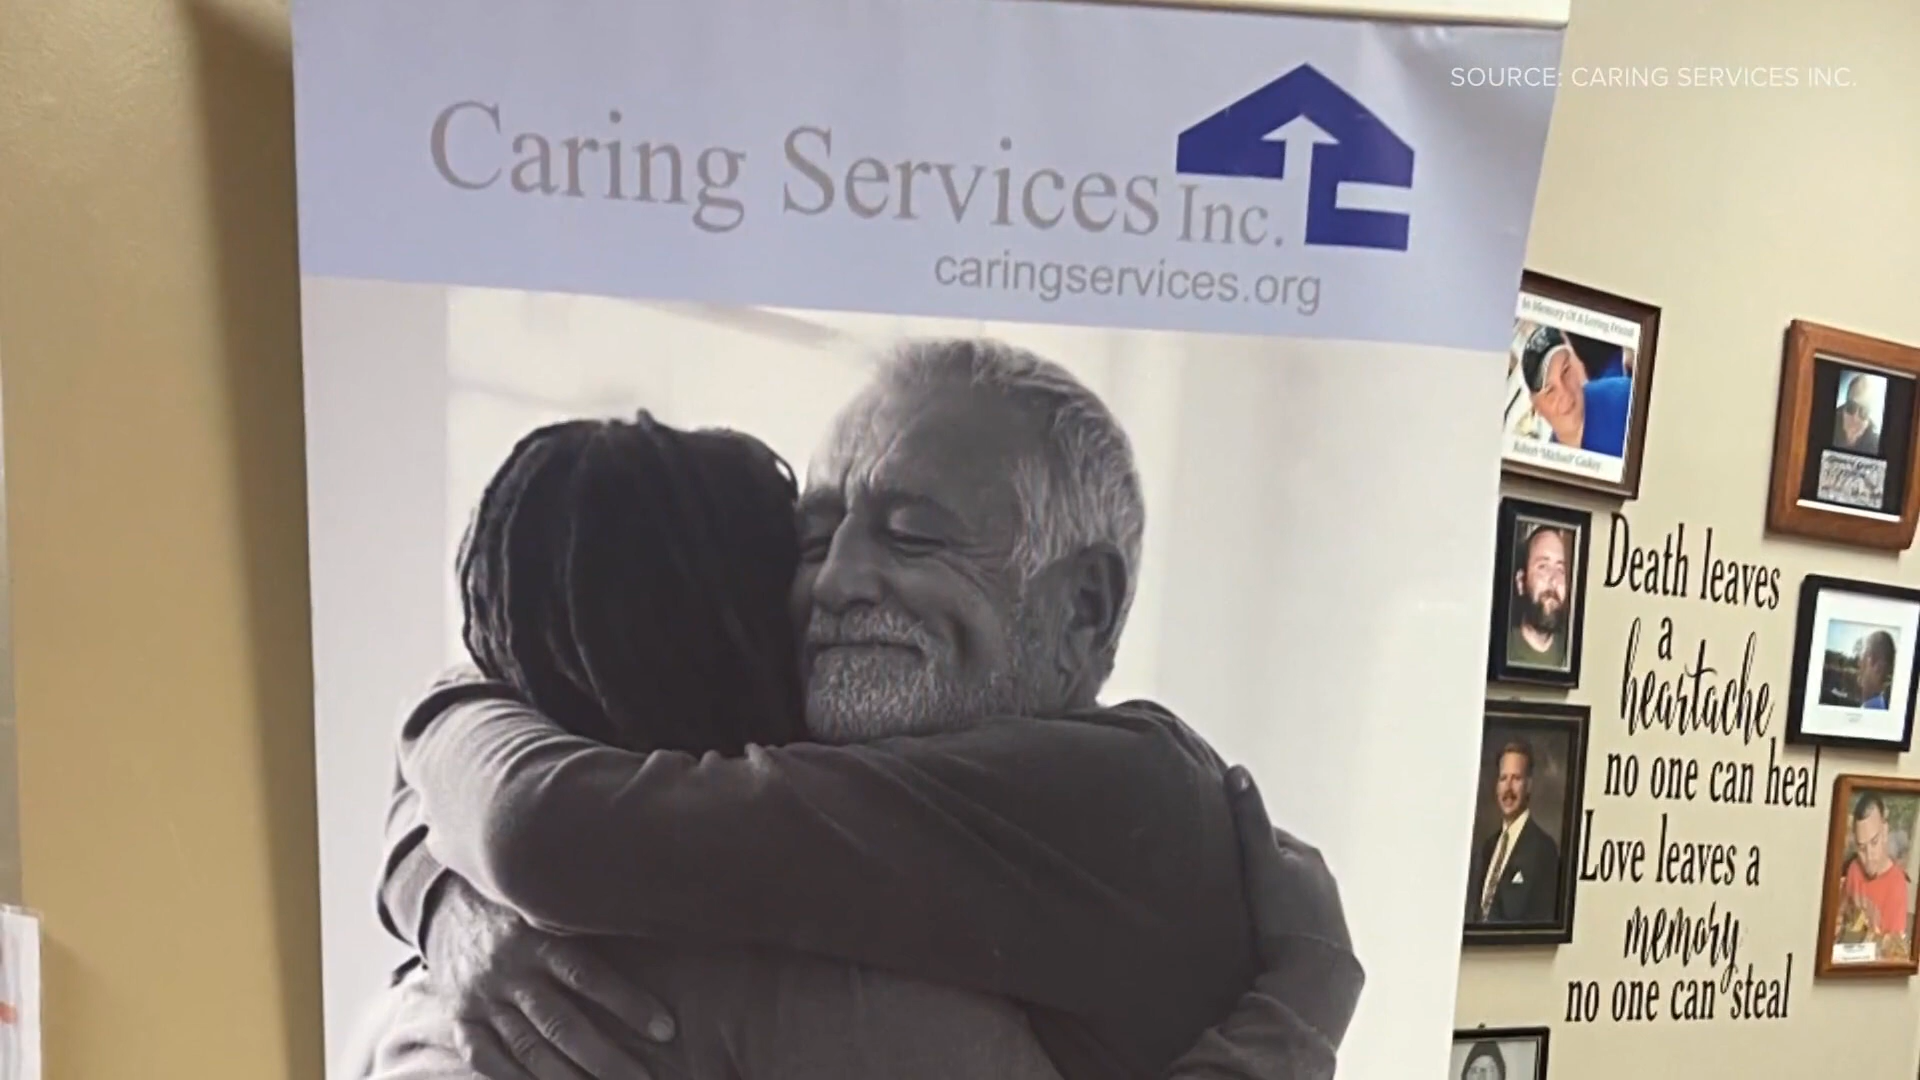 SOURCE: CARING SERVICES INC.
Caring Services Inc.
caringservices.org
In Memory Of A Loving Friend
Death leaves
a
heartache
no one can heal
Love leaves a
memory
no one can steal